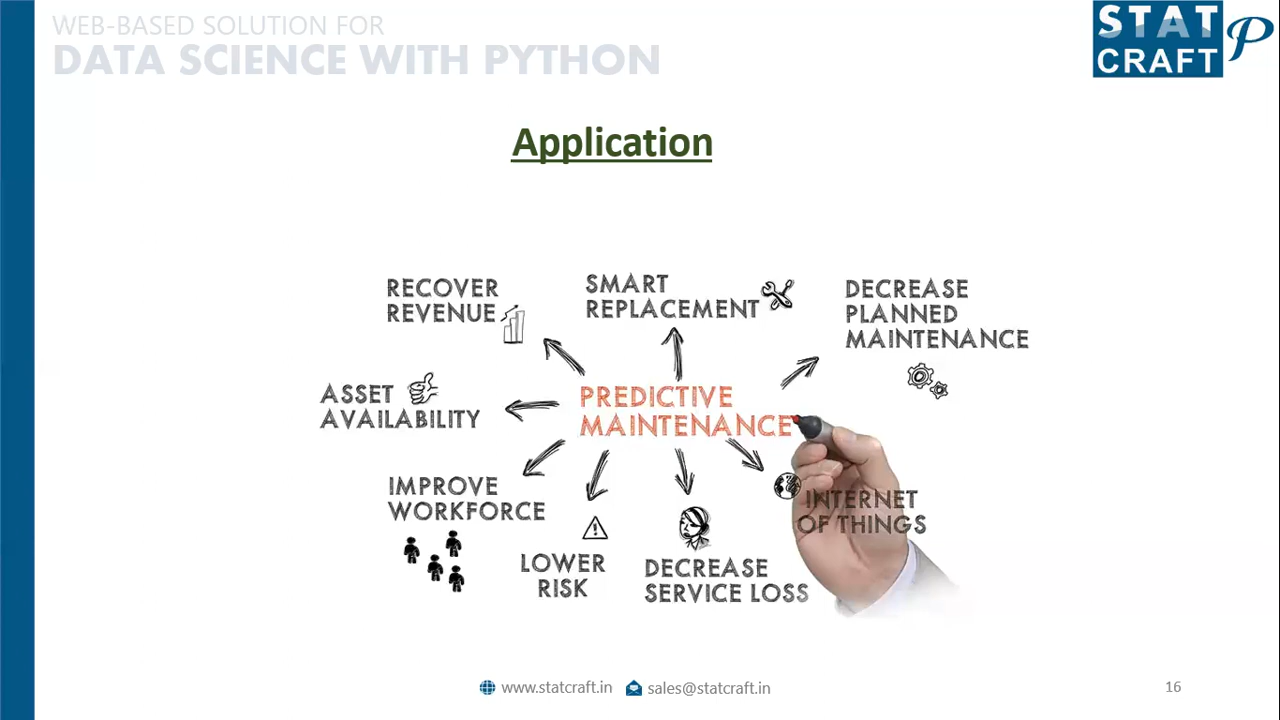 WEB-BASED SOLUTION FOR
DATA SCIENCE WITH PYTHON
STAT
CRAFT
P
Application
RECOVER
REVENUE
SMART
REPLACEMENT
DECREASE
PLANNED
MAINTENANCE
ASSET
AVAILABILITY
PREDICTIVE
MAINTENANCE
IMPROVE
WORKFORCE
INTERNET
OF THINGS
LOWER
RISK
DECREASE
SERVICE LOSS
www.statcraft.in
sales@statcraft.in
16